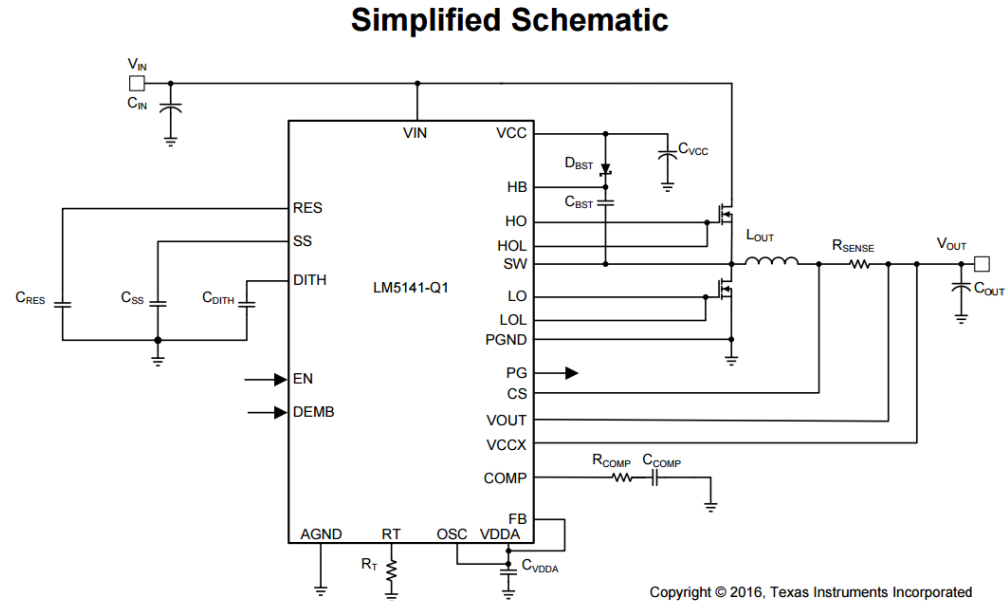 Simplified Schematic
VIN
CIN
VIN
VCC
CVCC
DBST
HB
CBST
RES
HO
HOL
SS
SW
LOUT
RSENSE
VOUT
DITH
LM5141-Q1
LO
COUT
CRES
CSS
CDITH
LOL
PGND
EN
PG
CS
DEMB
VOUT
VCCX
RCOMP
CCOMP
COMP
FB
AGND
RT
OSC
VDDA
RT
CVDDA
Copyright © 2016, Texas Instruments Incorporated